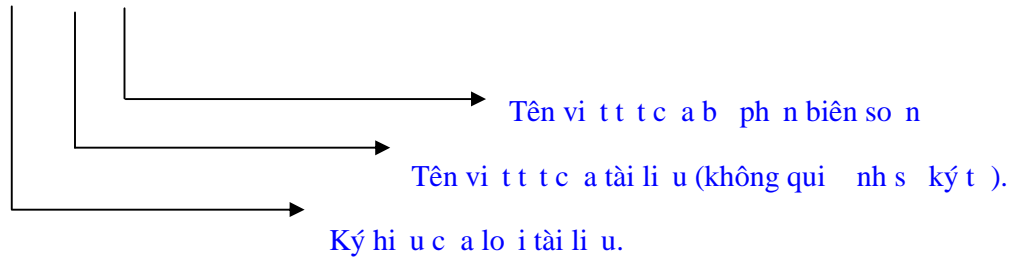 Tên vi t t t c a b ph n biên so n
Tên vi t t t c a tài li u (không qui nh s ký t ).
Ký hi u c a lo i tài li u.